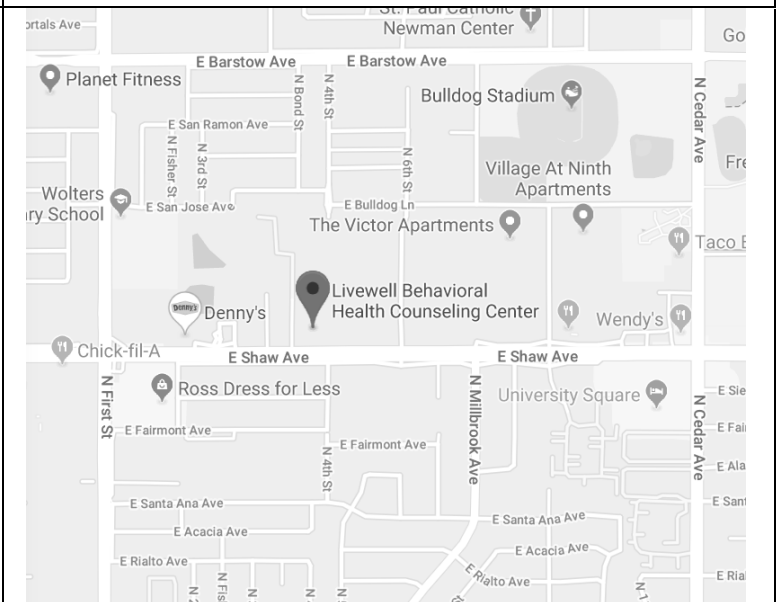 ortals Ave
St. Paul Catholic
Newman Center
Go
E Barstow Ave
E Barstow Ave
Planet Fitness
N Bond St
N 4th St
Bulldog Stadium
N Cedar Ave
E San Ramon Ave
N Fisher St
N 3rd St
N 6th St
Fre
Village At Ninth
Apartments
Wolters
ry School
E San Jose Ave
E Bulldog Ln
The Victor Apartments
Taco B
Livewell Behavioral
Health Counseling Center
Denny's
Denny's
Wendy's
Chick-fil-A
E Shaw Ave
E Shaw Ave
N First St
Ross Dress for Less
N Millbrook Ave
University Square
E Sie
N Cedar Ave
E Fairmont Ave
E Fai
E Fairmont Ave
N 4th St
E Ala
E Santa Ana Ave
E Sant
E Santa Ana Ave
E Acacia Ave
E Acacia Ave
E Rialto Ave
E Rialto Ave
E Rial
N 2
N Fis
N
N
N
N 1